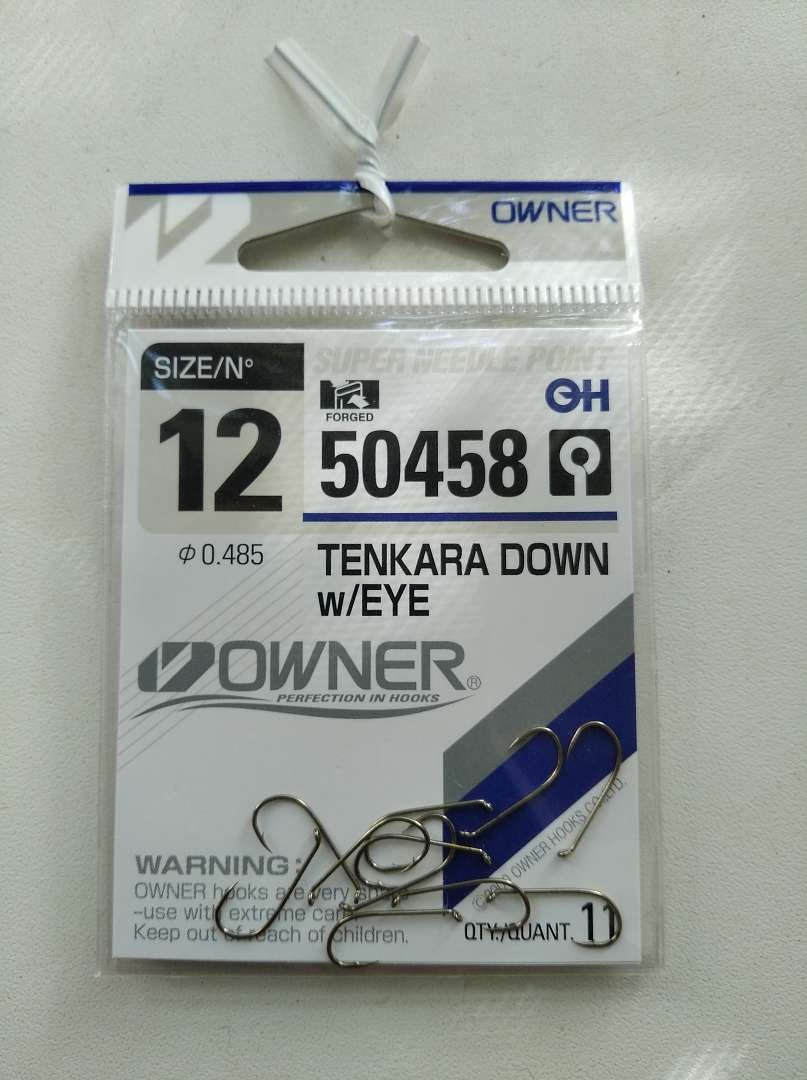 OWNER
SIZE/Nº
SUPER NEEDLE POINT
12
FORGED
50458
Φ 0.485
TENKARA DOWN
w/EYE
OWNER®
PERFECTION IN HOOKS
WARNING:
OWNER hooks are very sharp
-use with extreme care
Keep out of reach of children.
OWNER HOOKS CO., LTD.
QTY./QUANT. 11